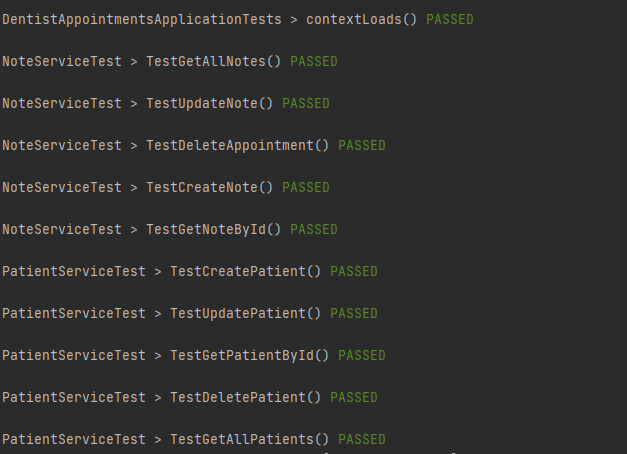 DentistAppointmentsApplicationTests > contextLoads() PASSED
NoteServiceTest > TestGetAllNotes() PASSED
NoteServiceTest > TestUpdateNote() PASSED
NoteServiceTest > TestDeleteAppointment() PASSED
NoteServiceTest > TestCreateNote() PASSED
NoteServiceTest > TestGetNoteById() PASSED
PatientServiceTest > TestCreatePatient() PASSED
PatientServiceTest > TestUpdatePatient() PASSED
PatientServiceTest > TestGetPatientById() PASSED
PatientServiceTest > TestDeletePatient() PASSED
PatientServiceTest > TestGetAllPatients() PASSED